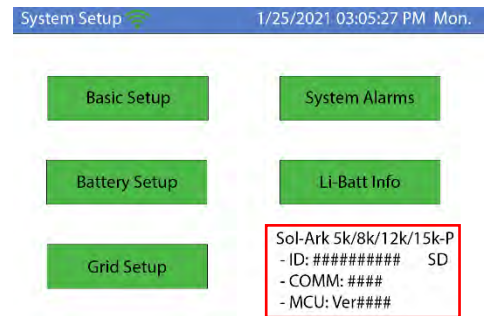 System Setup 1/25/2021 03:05:27 PM Mon.
Basic Setup System Alarms
Battery Setup Li-Batt Info
Grid Setup
Sol-Ark 5k/8k/12k/15k-P
- ID: ########## SD
- COMM: ####
- MCU: Ver####